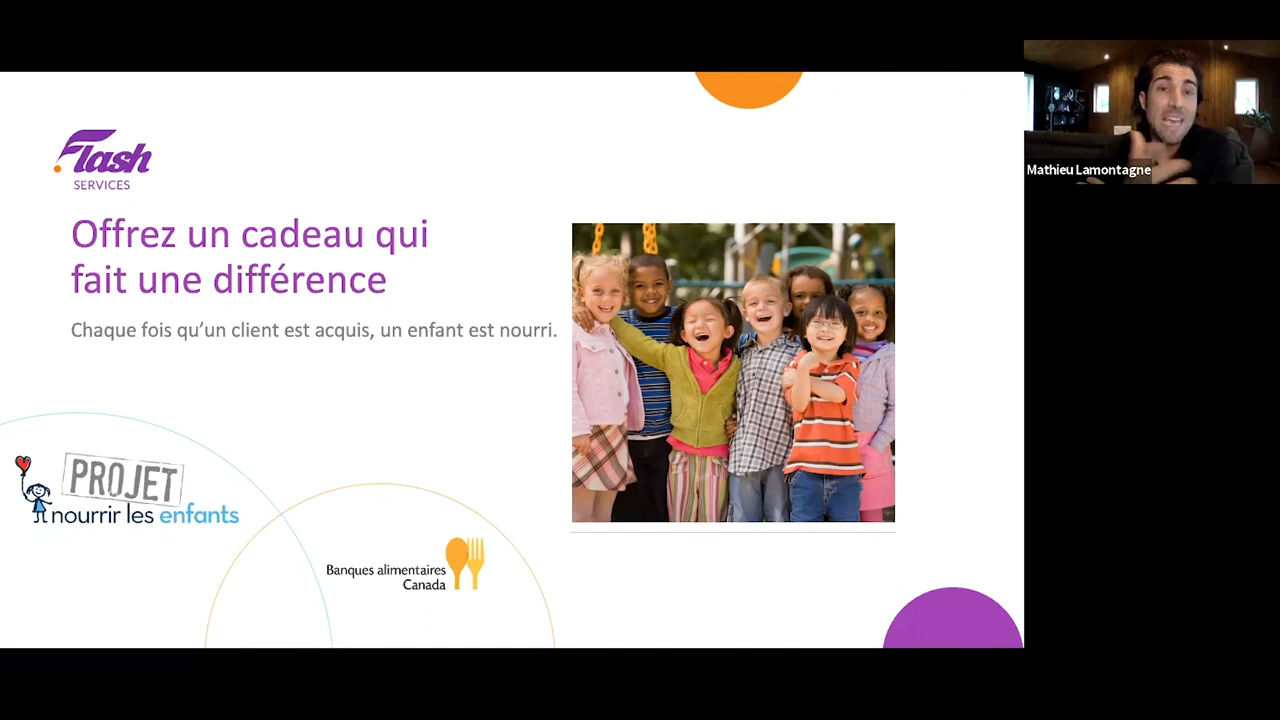 Flash
SERVICES
Offrez un cadeau qui
fait une différence
Chaque fois qu’un client est acquis, un enfant est nourri.
PROJET
nourrir les enfants
Banques alimentaires
Canada
Mathieu Lamontagne